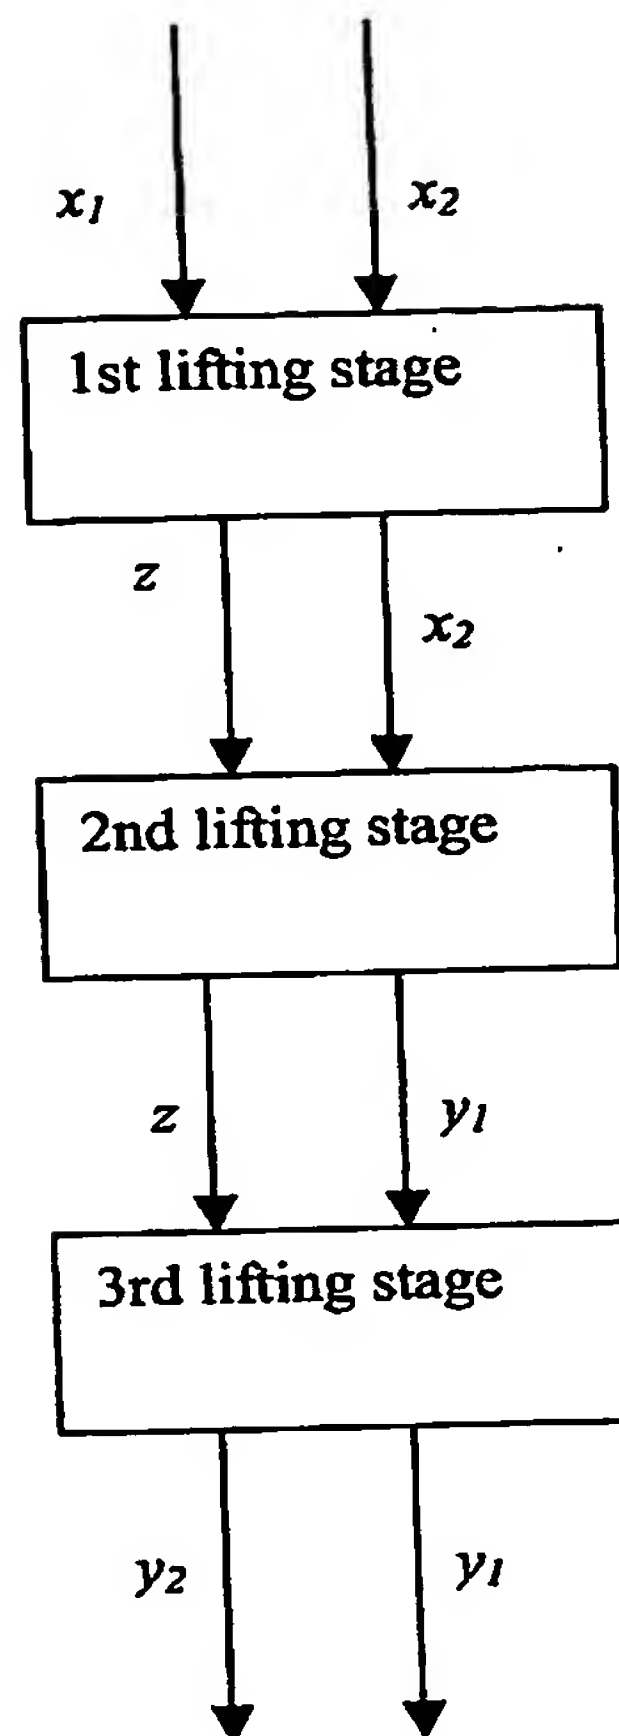 x1 x2
1st lifting stage
z
x2
2nd lifting stage
z y1
3rd lifting stage
y2 y1